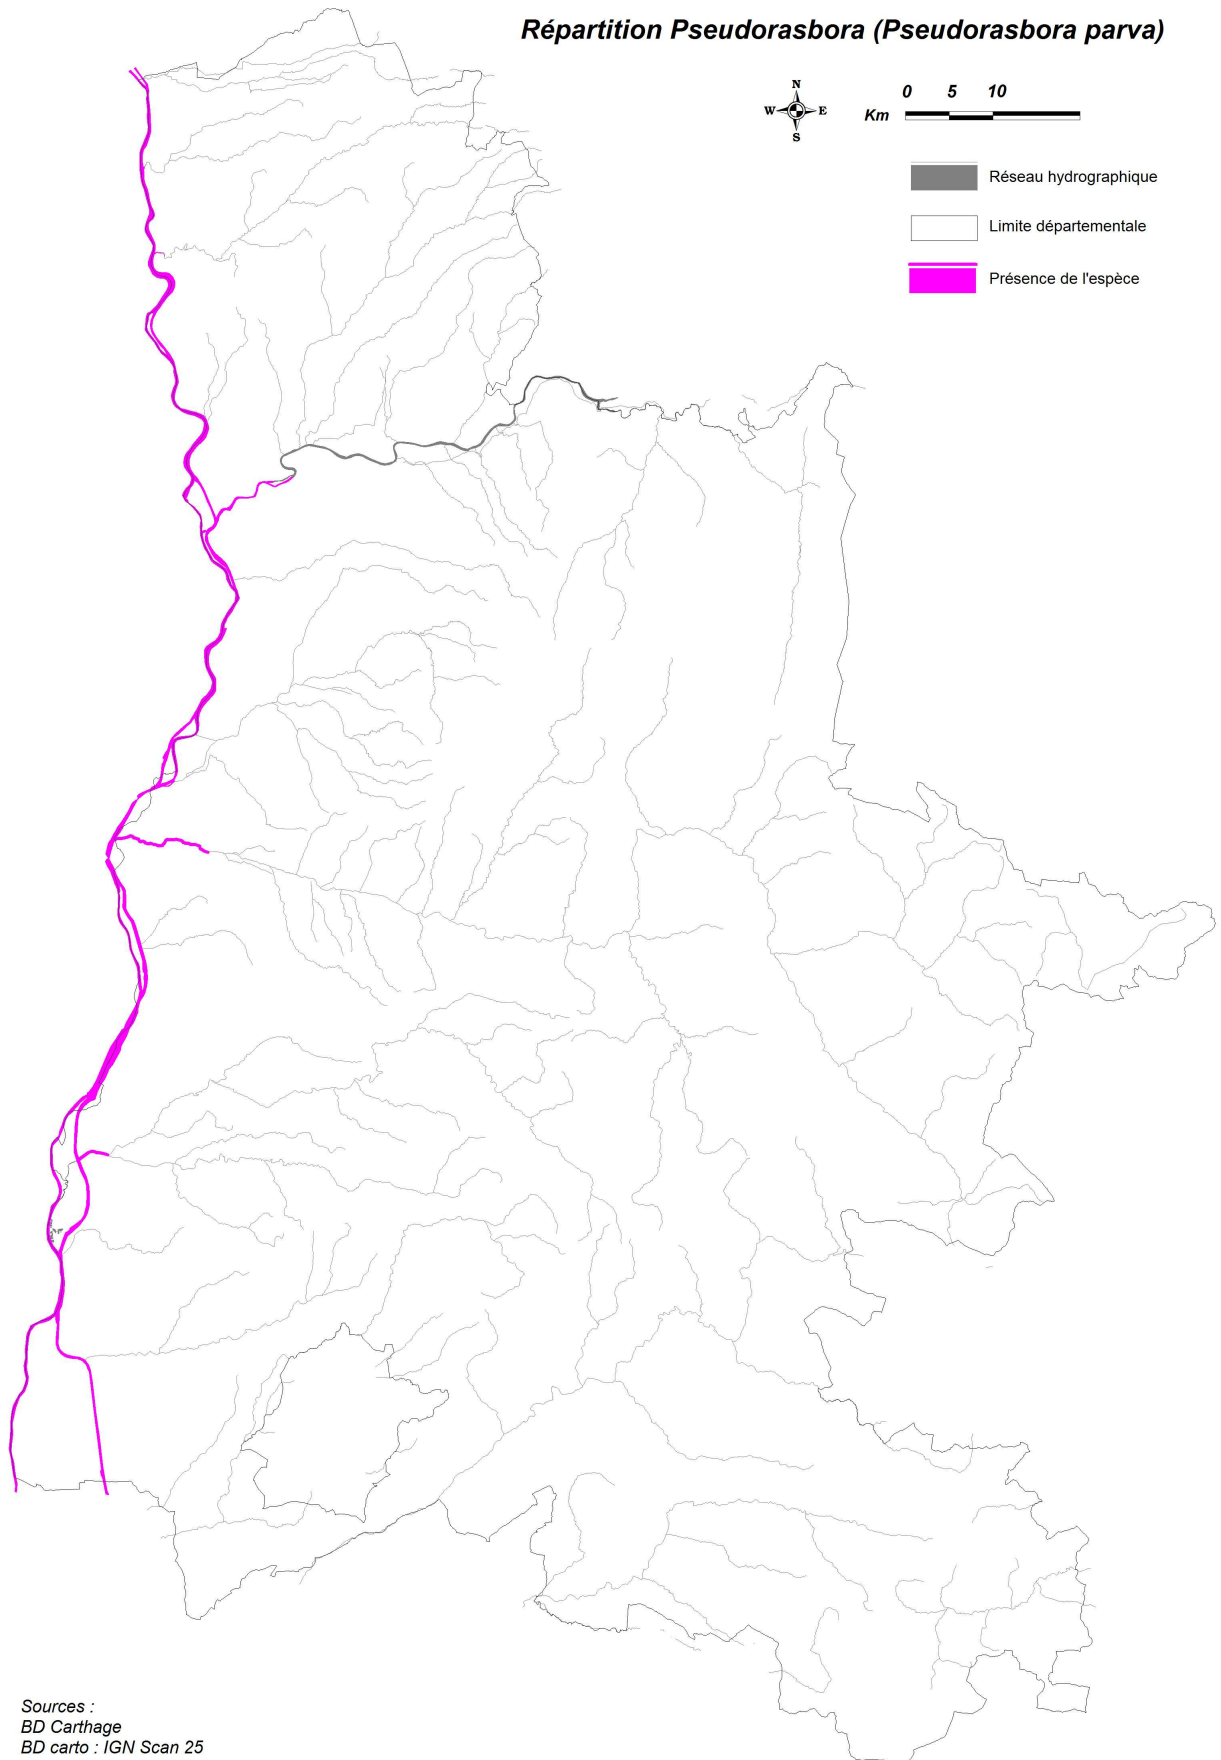 Répartition Pseudorasbora (Pseudorasbora parva)
N
W E
S
0 5 10
Km
Réseau hydrographique
Limite départementale
Présence de l'espèce
Sources :
BD Carthage
BD carto : IGN Scan 25